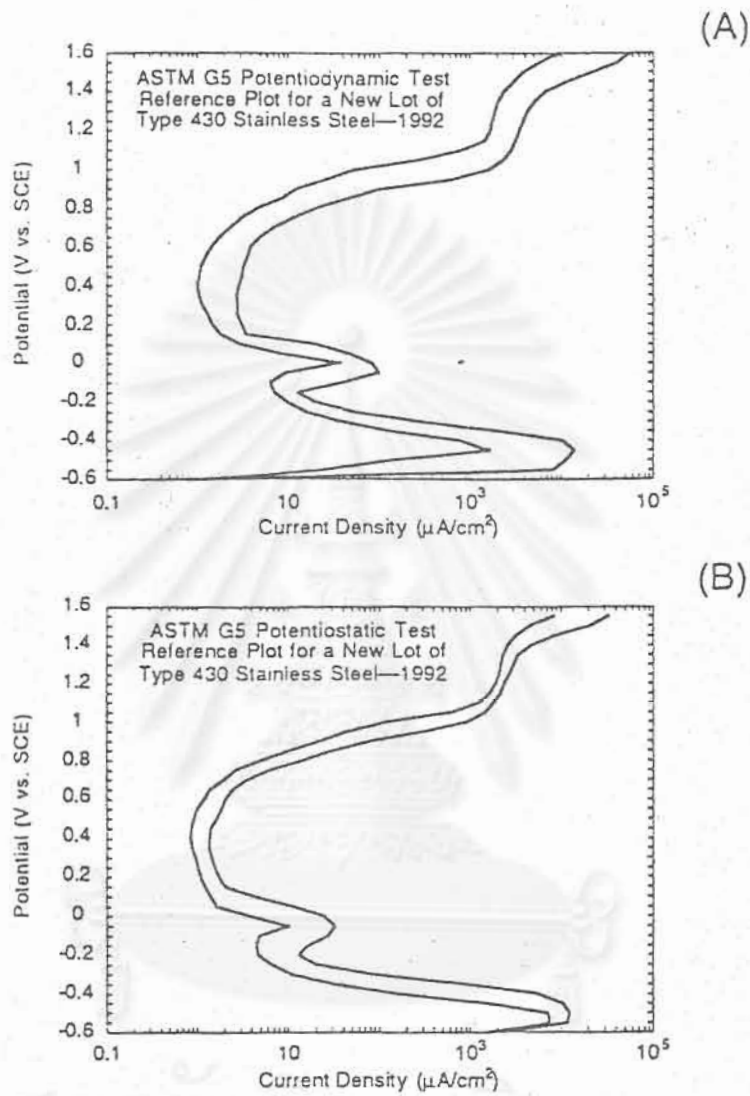 (A)
ASTM G5 Potentiodynamic Test
Reference Plot for a New Lot of
Type 430 Stainless Steel—1992
Potential (V vs. SCE)
1.6
1.4
1.2
1
0.8
0.6
0.4
0.2
0
-0.2
-0.4
-0.6
0.1
10
10³
10⁵
Current Density (μA/cm²)
(B)
ASTM G5 Potentiostatic Test
Reference Plot for a New Lot of
Type 430 Stainless Steel—1992
Potential (V vs. SCE)
1.6
1.4
1.2
1
0.8
0.6
0.4
0.2
0
-0.2
-0.4
-0.6
0.1
10
10³
10⁵
Current Density (μA/cm²)